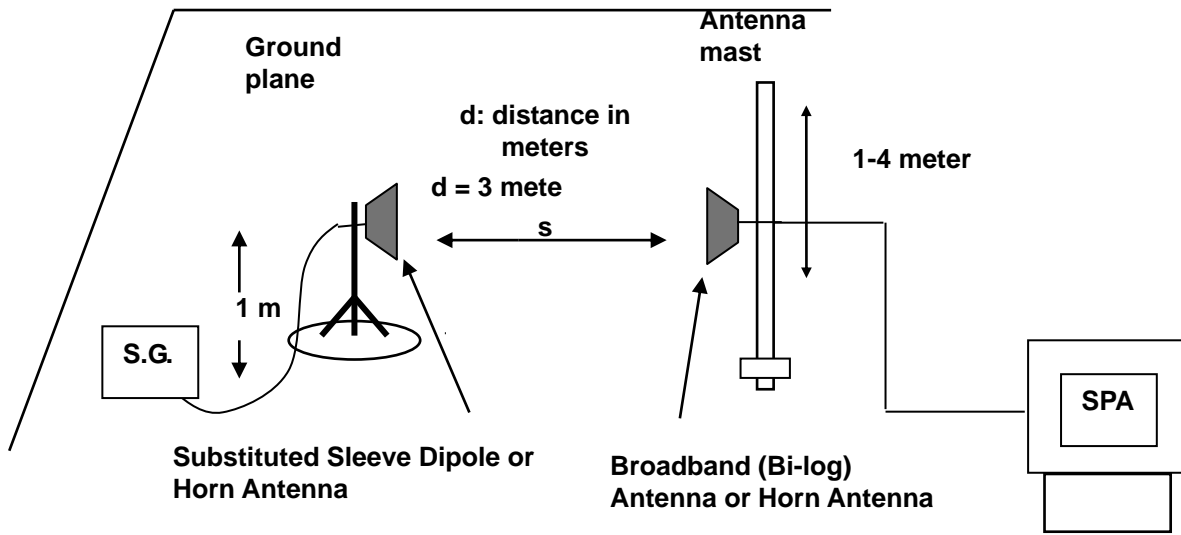 Antenna
mast
Ground
plane
d: distance in
meters
1-4 meter
d = 3 mete
s
1 m
S.G.
SPA
Substituted Sleeve Dipole or
Horn Antenna
Broadband (Bi-log)
Antenna or Horn Antenna